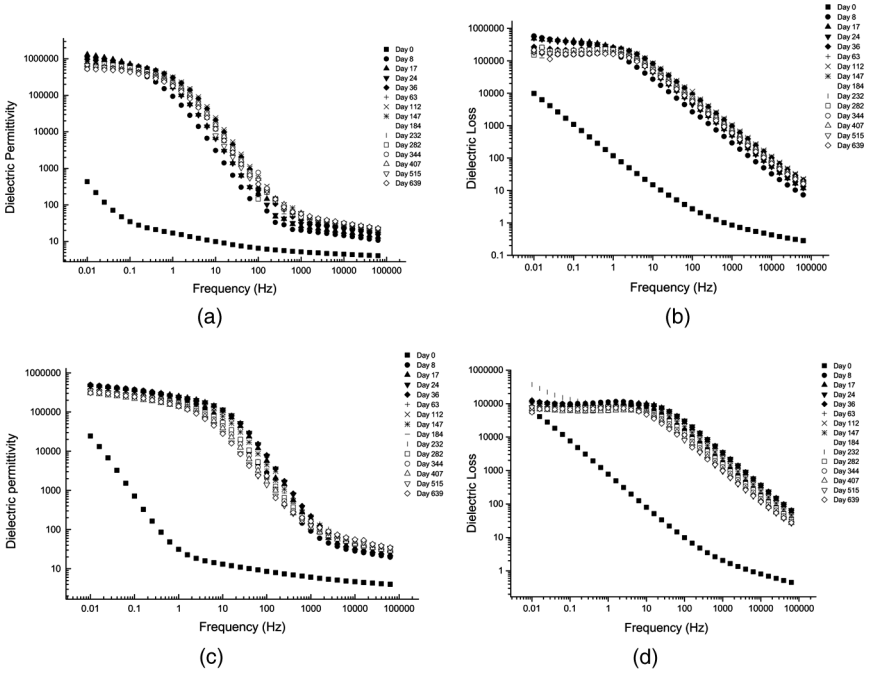 1000000
100000
10000
1000
100
10
Dielectric Permittivity
0.01 0.1 1 10 100 1000 10000 100000
Frequency (Hz)
Day 0
Day 8
Day 17
Day 24
Day 36
Day 63
Day 112
Day 147
Day 184
Day 232
Day 282
Day 344
Day 407
Day 515
Day 639
(a)
1000000
100000
10000
1000
100
10
1
0.1
Dielectric Loss
0.01 0.1 1 10 100 1000 10000 100000
Frequency (Hz)
Day 0
Day 8
Day 17
Day 24
Day 36
Day 63
Day 112
Day 147
Day 184
Day 232
Day 282
Day 344
Day 407
Day 515
Day 639
(b)
1000000
100000
10000
1000
100
10
Dielectric permittivity
0.01 0.1 1 10 100 1000 10000 100000
Frequency (Hz)
Day 0
Day 8
Day 17
Day 24
Day 36
Day 63
Day 112
Day 147
Day 184
Day 232
Day 282
Day 344
Day 407
Day 515
Day 639
(c)
1000000
100000
10000
1000
100
10
1
Dielectric Loss
0.01 0.1 1 10 100 1000 10000 100000
Frequency (Hz)
Day 0
Day 8
Day 17
Day 24
Day 36
Day 63
Day 112
Day 147
Day 184
Day 232
Day 282
Day 344
Day 407
Day 515
Day 639
(d)